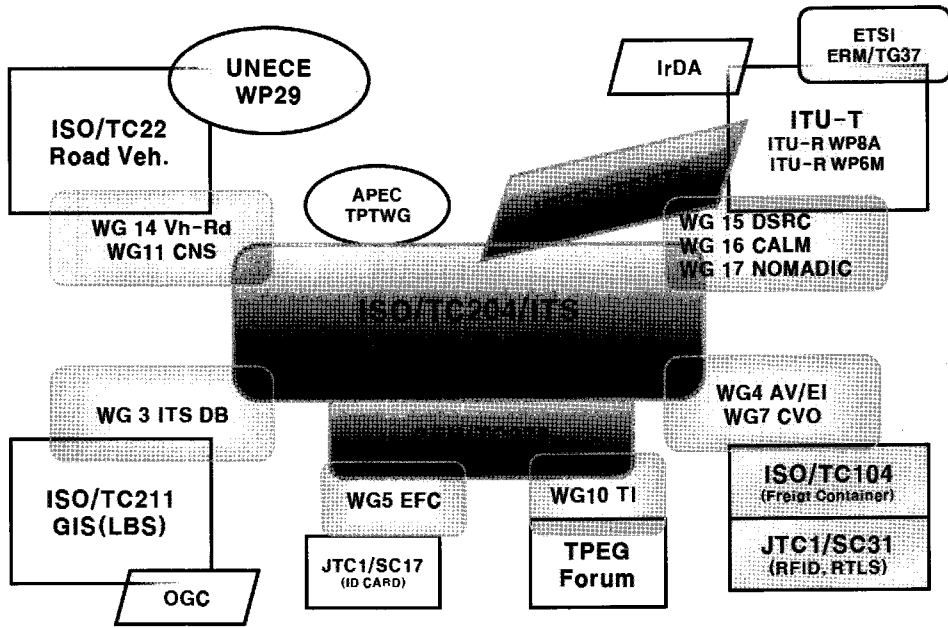 UNECE
WP29
ISO/TC22
Road Veh.
WG 14 Vh-Rd
WG11 CNS
APEC
TPTWG
IrDA
ETSI
ERM/TG37
ITU-T
ITU-R WP8A
ITU-R WP6M
WG 15 DSRC
WG 16 CALM
WG 17 NOMADIC
ISO/TC204/ITS
WG 3 ITS DB
ISO/TC211
GIS(LBS)
OGC
WG5 EFC
JTC1/SC17
(ID CARD)
WG10 TI
TPEG
Forum
WG4 AV/EI
WG7 CVO
ISO/TC104
(Freigt Container)
JTC1/SC31
(RFID, RTLS)